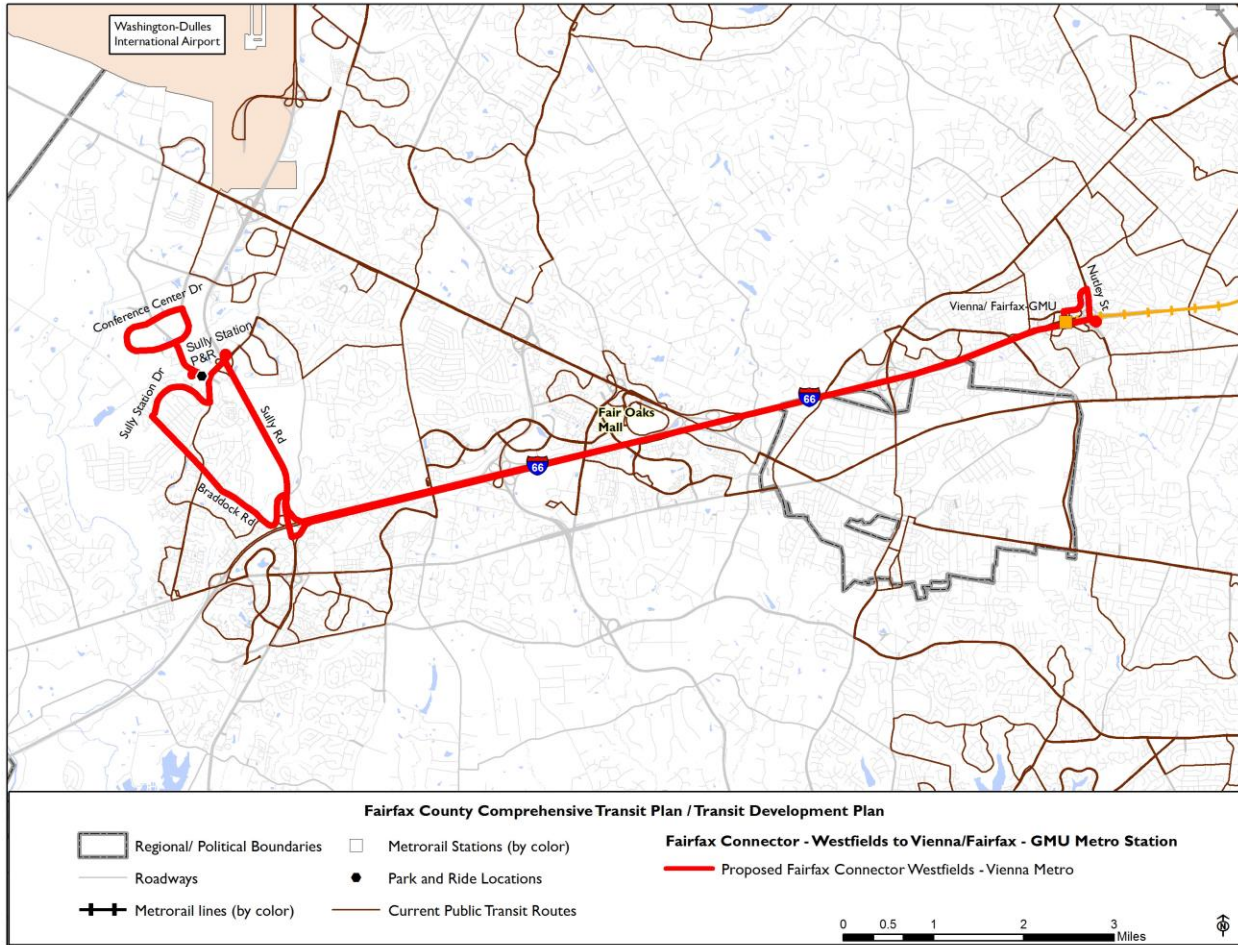 Washington-Dulles
International Airport
Conference Center Dr
Sully Station
P&R
Sully Station Dr
Sully Rd
Braddock Rd
Fair Oaks
Mall
66
66
Vienna/ Fairfax-GMU
Nutley St
Fairfax County Comprehensive Transit Plan / Transit Development Plan
Regional/ Political Boundaries
Roadways
Metrorail lines (by color)
Metrorail Stations (by color)
Park and Ride Locations
Current Public Transit Routes
Fairfax Connector - Westfields to Vienna/Fairfax - GMU Metro Station
Proposed Fairfax Connector Westfields - Vienna Metro
0 0.5 1 2 3
Miles
N